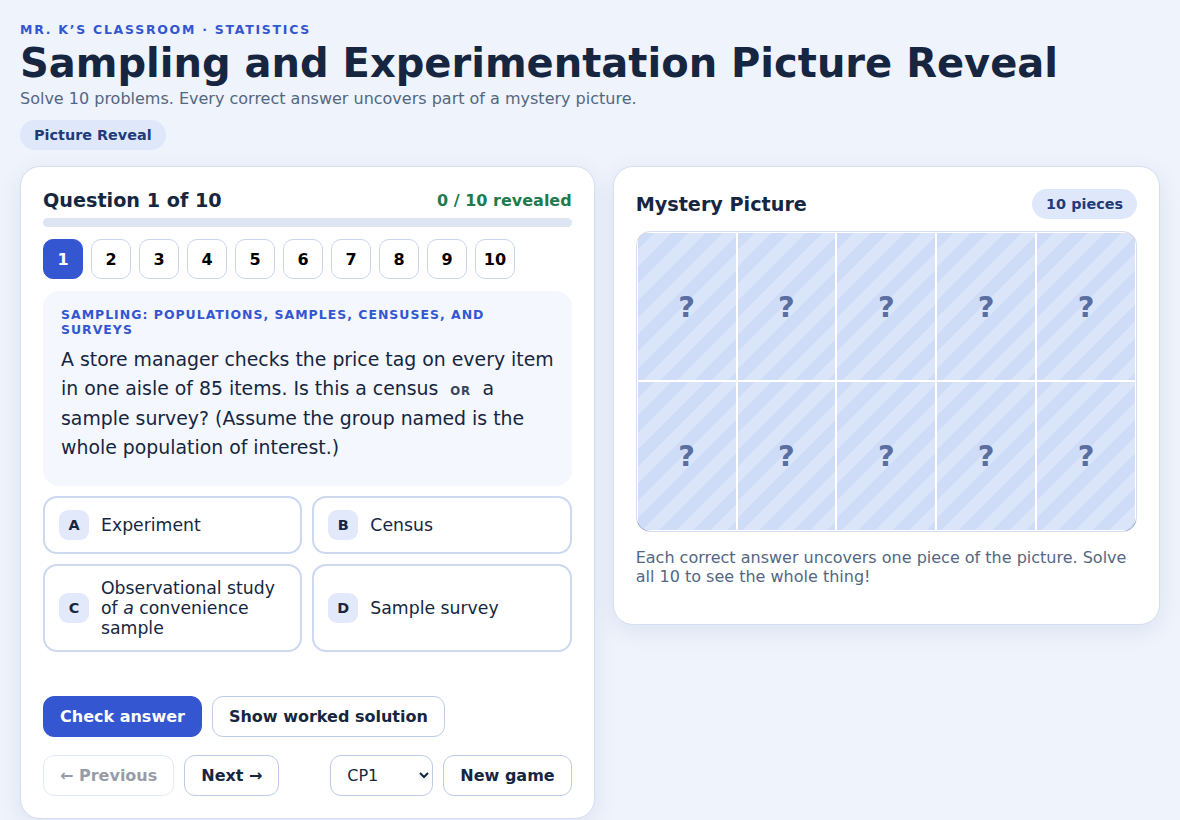 MR. K’S CLASSROOM · STATISTICS
Sampling and Experimentation Picture Reveal
Solve 10 problems. Every correct answer uncovers part of a mystery picture.
Picture Reveal
Question 1 of 10
0 / 10 revealed
1 2 3 4 5 6 7 8 9 10
SAMPLING: POPULATIONS, SAMPLES, CENSUSES, AND
SURVEYS
A store manager checks the price tag on every item
in one aisle of 85 items. Is this a census OR a
sample survey? (Assume the group named is the
whole population of interest.)
A Experiment
B Census
C Observational study
of a convenience
sample
D Sample survey
Check answer
Show worked solution
← Previous
Next →
CP1
New game
Mystery Picture
10 pieces
? ? ? ? ?
? ? ? ? ?
Each correct answer uncovers one piece of the picture. Solve
all 10 to see the whole thing!